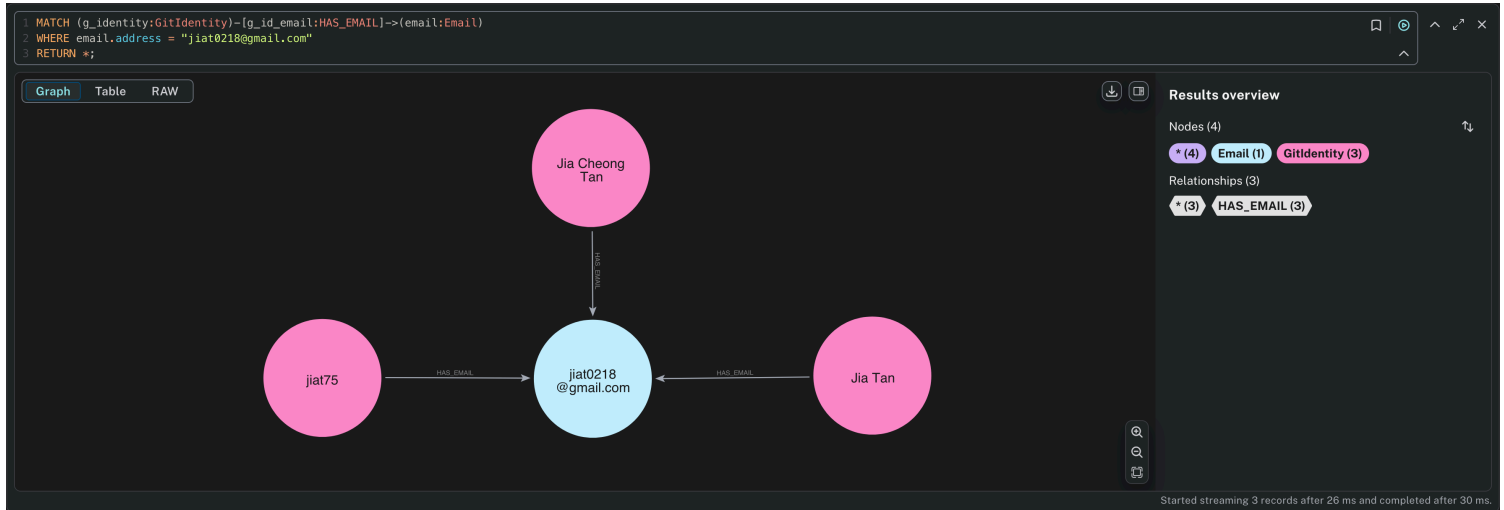 1 MATCH (g_identity:GitIdentity)-[g_id_email:HAS_EMAIL]->(email:Email)
2 WHERE email.address = "jiat0218@gmail.com"
3 RETURN *;
Graph Table RAW
Results overview
Nodes (4)
* (4) Email (1) GitIdentity (3)
Relationships (3)
* (3) HAS_EMAIL (3)
Jia Cheong
Tan
HAS_EMAIL
jiat75
HAS_EMAIL
jiat0218
@gmail.com
HAS_EMAIL
Jia Tan
Started streaming 3 records after 26 ms and completed after 30 ms.